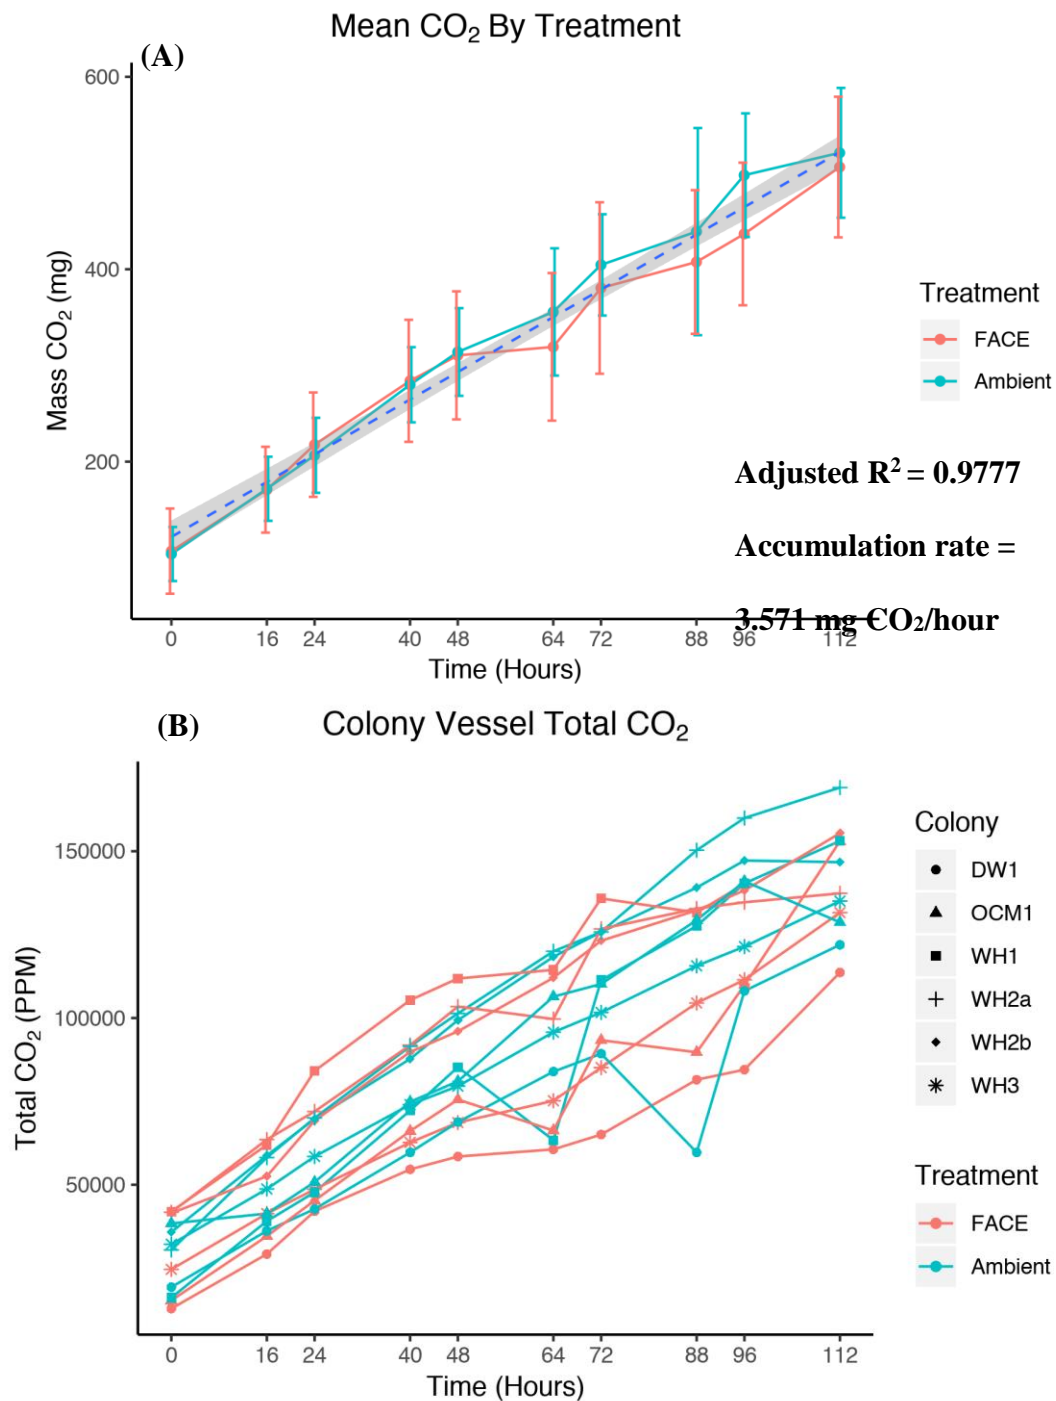 Mean CO₂ By Treatment
(A)
600
400
200
Mass CO₂ (mg)
Treatment
FACE
Ambient
Adjusted R² = 0.9777
Accumulation rate =
3.571 mg CO₂/hour
0 16 24 40 48 64 72 88 96 112
Time (Hours)
(B) Colony Vessel Total CO₂
150000
100000
50000
Total CO₂ (PPM)
Colony
DW1
OCM1
WH1
WH2a
WH2b
WH3
Treatment
FACE
Ambient
0 16 24 40 48 64 72 88 96 112
Time (Hours)